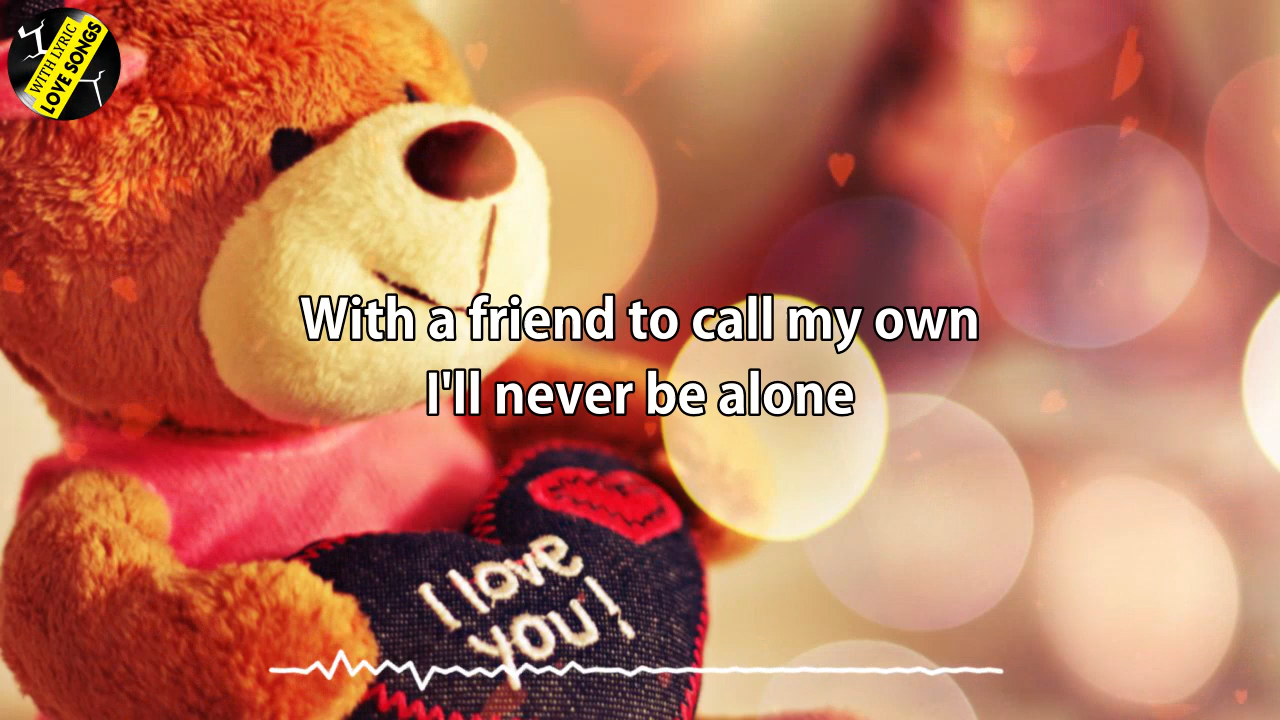 WITH LYRIC
LOVE SONGS
With a friend to call my own
I'll never be alone
I love
you!